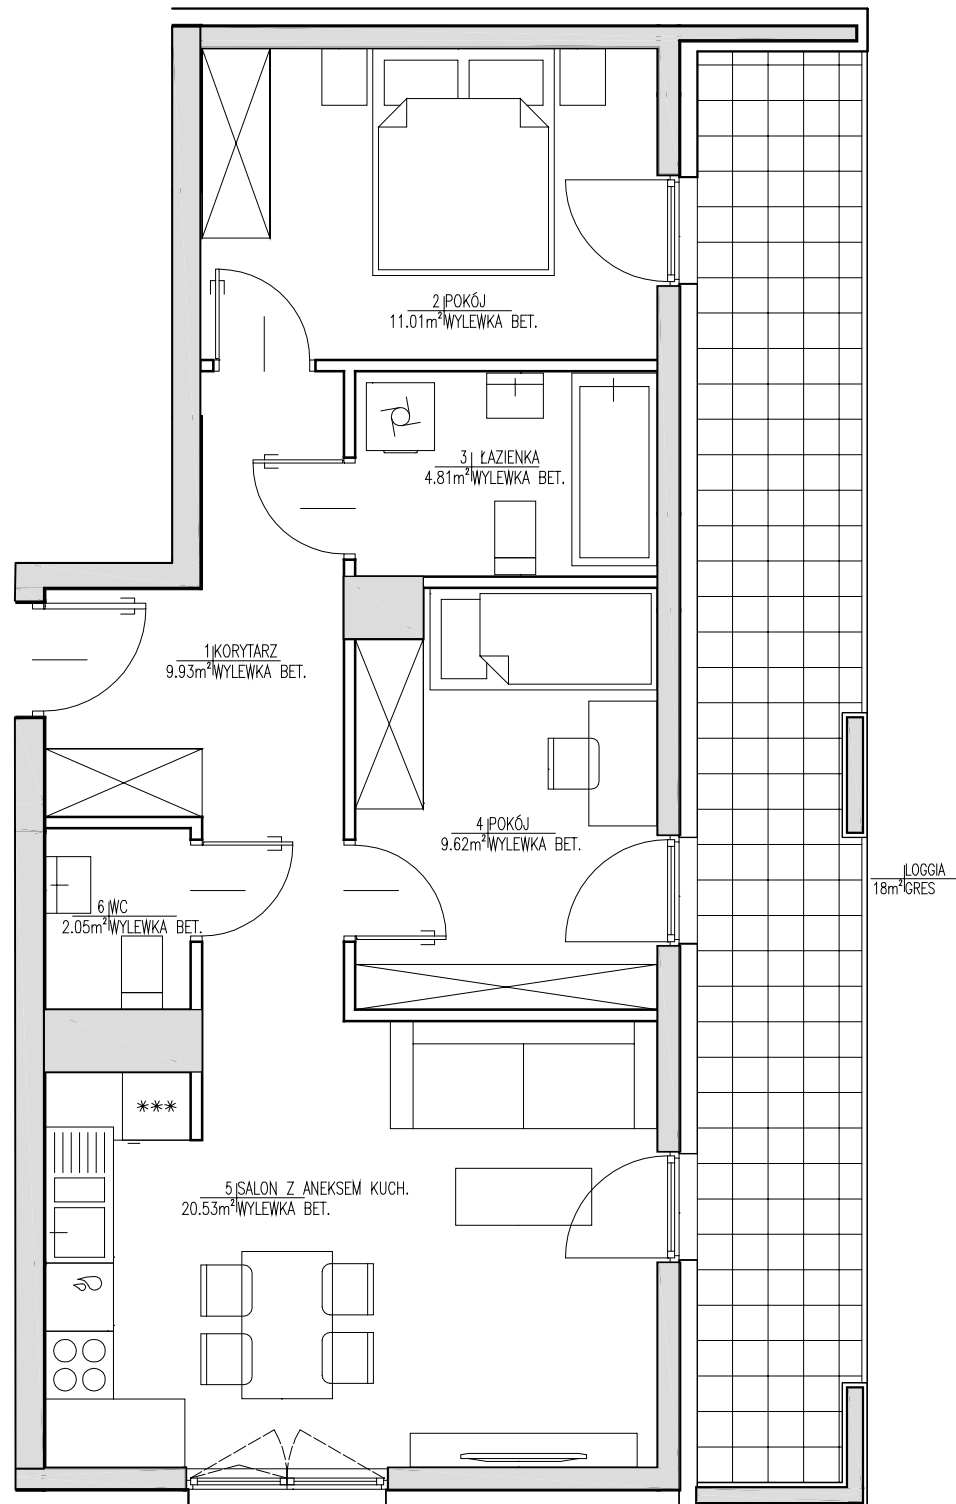 2 POKÓJ
11.01m² WYLEWKA BET.
3 ŁAZIENKA
4.81m² WYLEWKA BET.
1 KORYTARZ
9.93m² WYLEWKA BET.
4 POKÓJ
9.62m² WYLEWKA BET.
LOGGIA
18m² GRES
6 WC
2.05m² WYLEWKA BET.
***
5 SALON Z ANEKSEM KUCH.
20.53m² WYLEWKA BET.